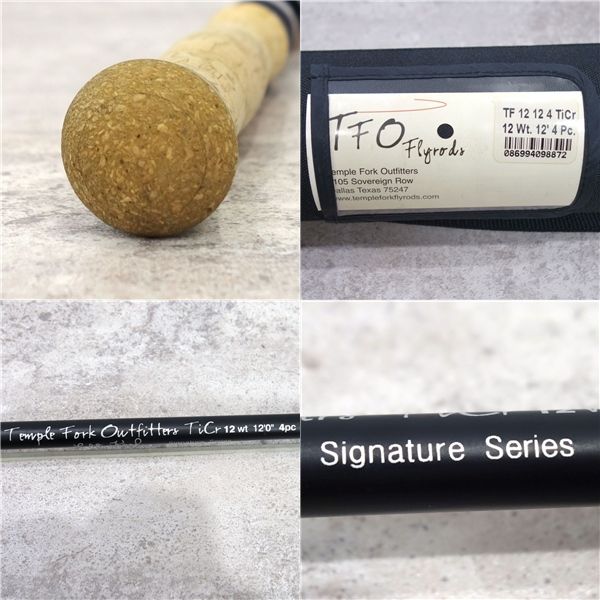 TFO
Flyrods
Temple Fork Outfitters
105 Sovereign Row
Dallas Texas 75247
www.templeforkflyrods.com
TF 12 12 4 TiCr
12 Wt. 12' 4 Pc.
086994098872
Temple Fork Outfitters TiCr 12 wt 12'0" 4pc
Signature Series